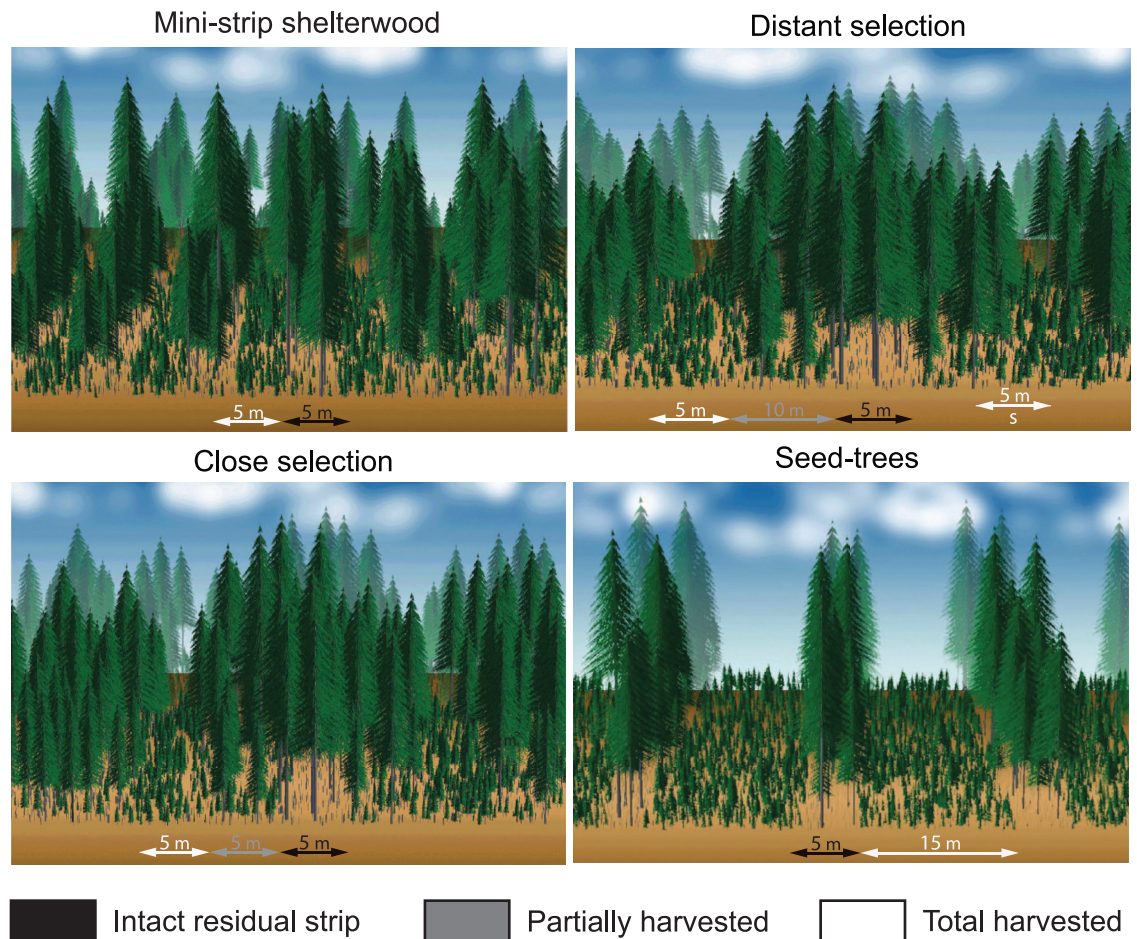 Mini-strip shelterwood
Distant selection
5 m
5 m
5 m
10 m
5 m
5 m
s
Close selection
Seed-trees
m
5 m
5 m
5 m
5 m
15 m
Intact residual strip
Partially harvested
Total harvested